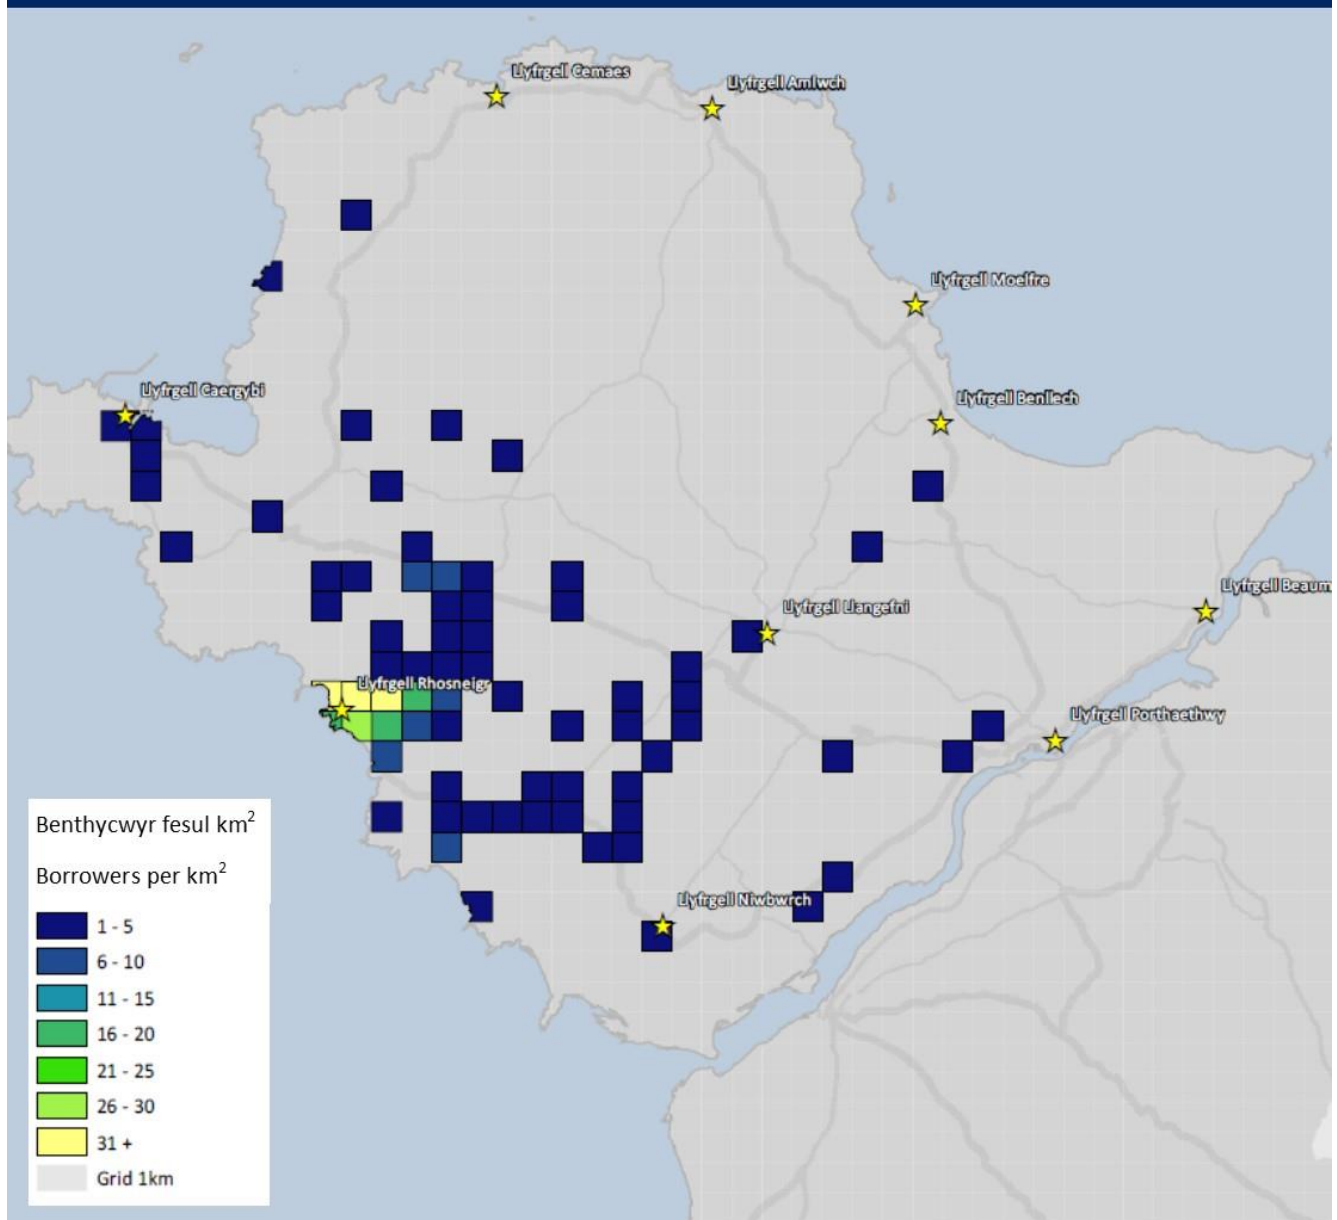 Llyfrgell Cemaes
Llyfrgell Amlwch
Llyfrgell Moelfre
Llyfrgell Caergybi
Llyfrgell Benllech
Llyfrgell Beaum
Llyfrgell Llangefni
Llyfrgell Rhosneigr
Llyfrgell Porthaethwy
Llyfrgell Niwbwrch
Benthycwyr fesul km²
Borrowers per km²
1 - 5
6 - 10
11 - 15
16 - 20
21 - 25
26 - 30
31 +
Grid 1km